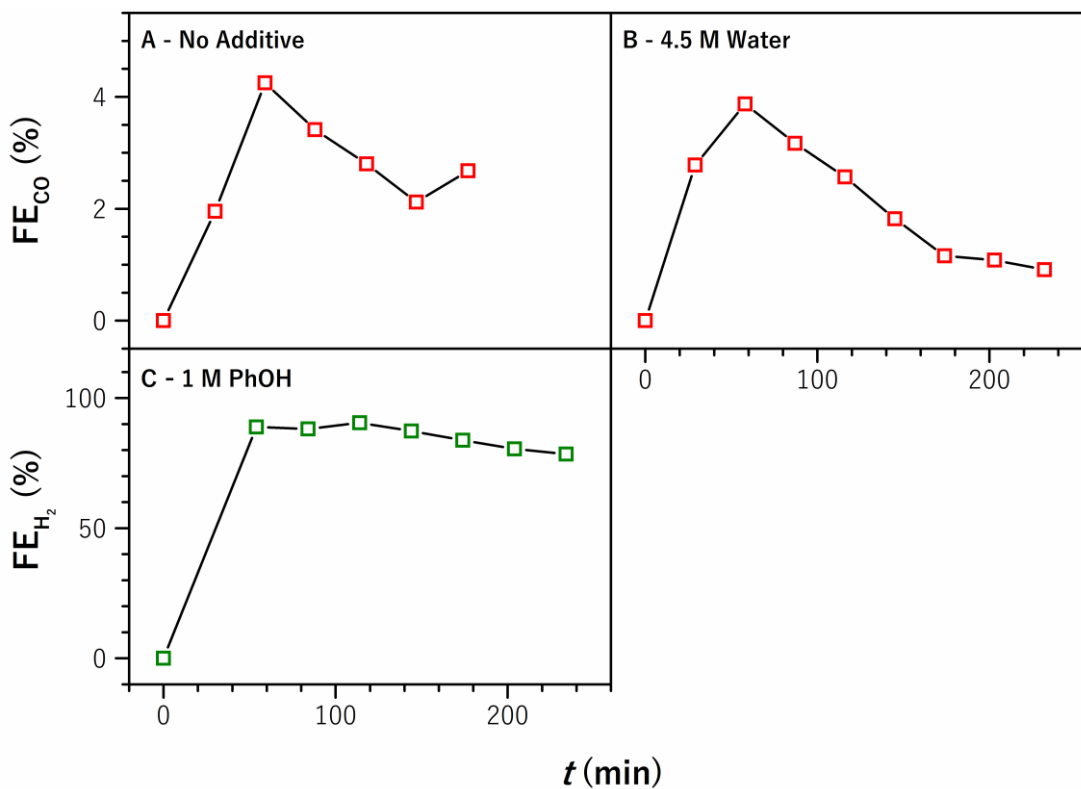 A - No Additive
B - 4.5 M Water
FE_CO (%)
4
2
0
0
100
200
C - 1 M PhOH
FE_H₂ (%)
100
50
0
0
100
200
t (min)